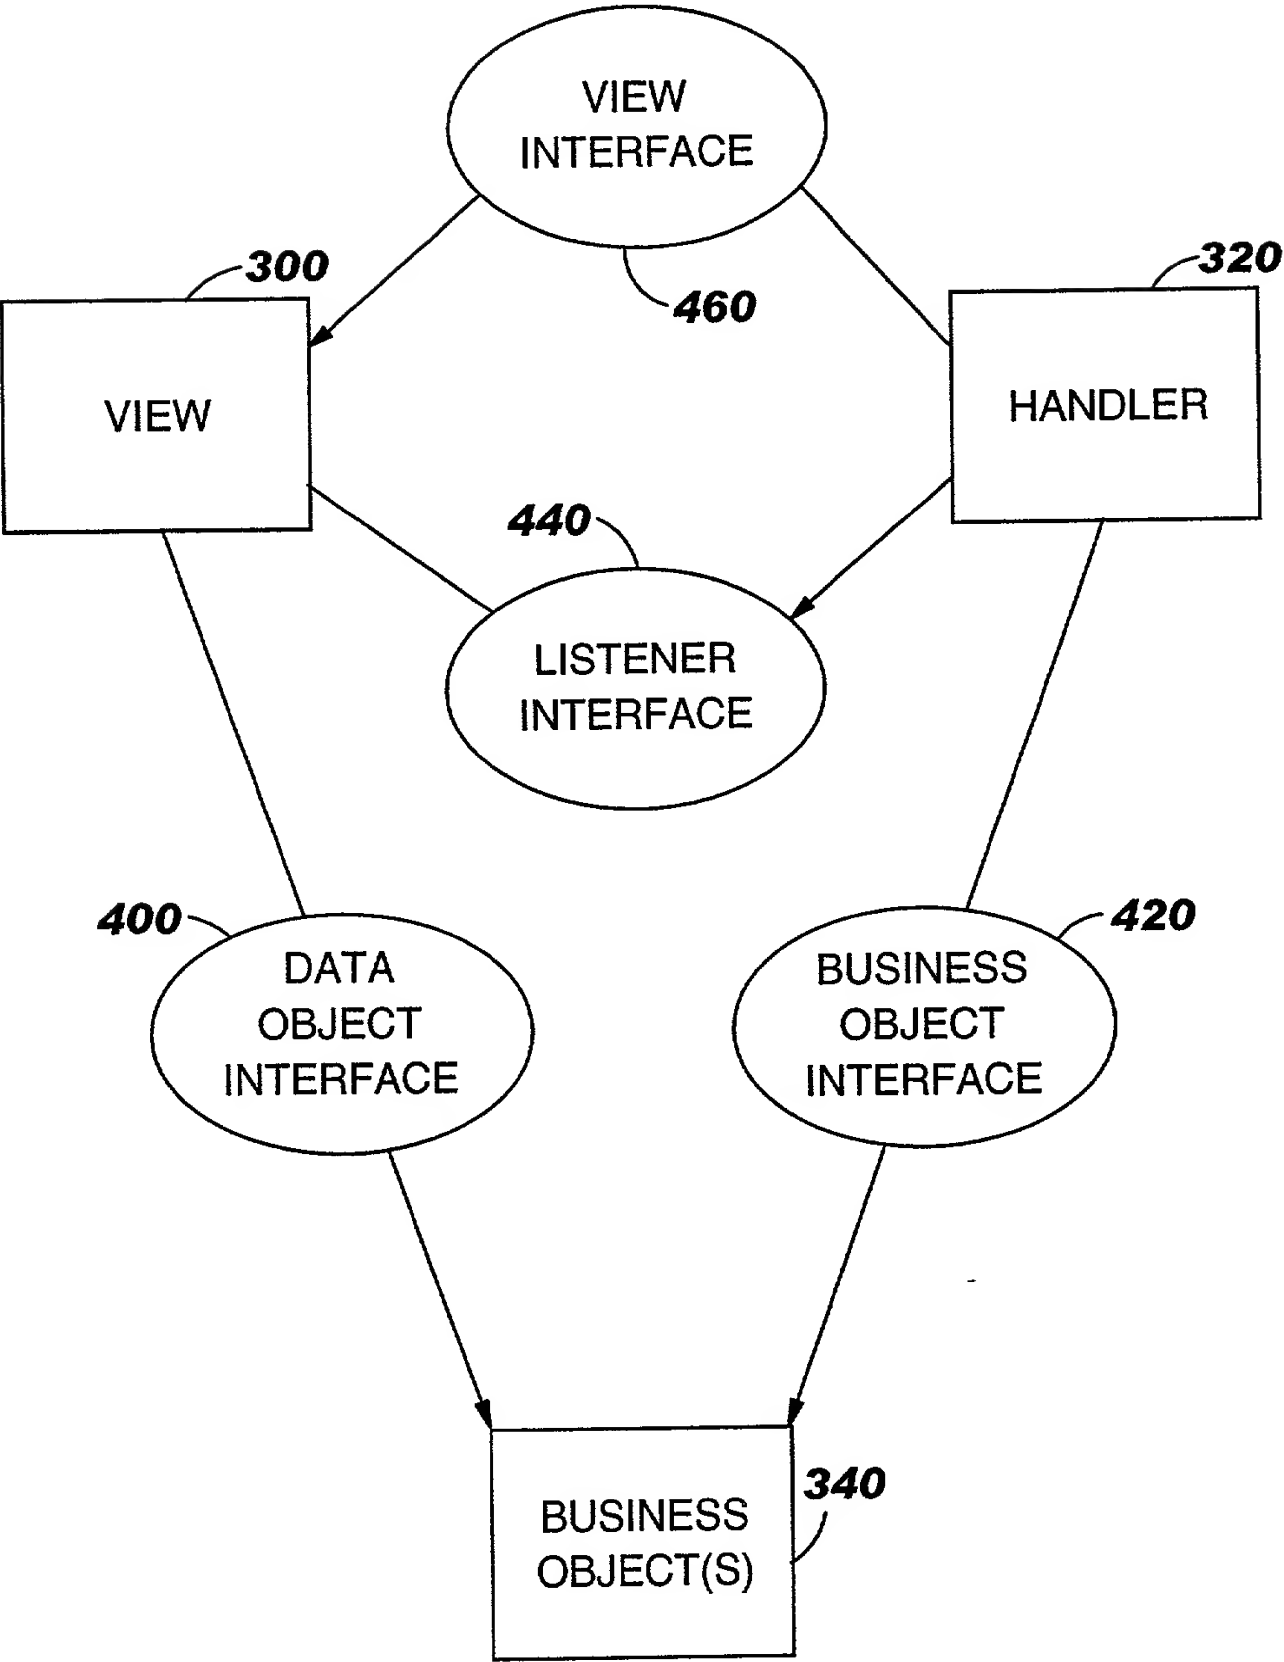 VIEW
INTERFACE
460
300
320
VIEW
HANDLER
440
LISTENER
INTERFACE
400
420
DATA
OBJECT
INTERFACE
BUSINESS
OBJECT
INTERFACE
340
BUSINESS
OBJECT(S)